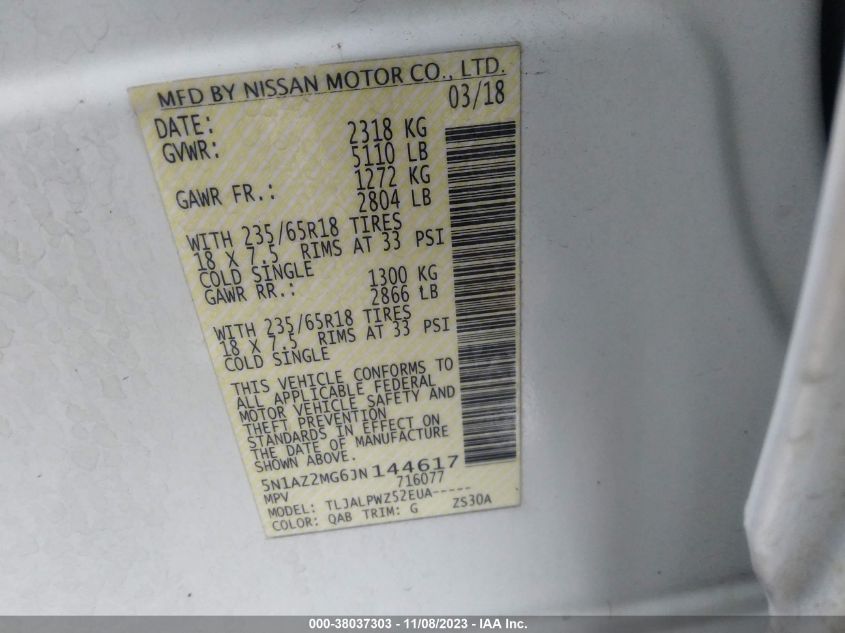 MFD BY NISSAN MOTOR CO., LTD.
DATE: 03/18
GVWR: 2318 KG
5110 LB
GAWR FR.: 1272 KG
2804 LB
WITH 235/65R18 TIRES
18 X 7.5 RIMS AT 33 PSI
COLD SINGLE
GAWR RR.: 1300 KG
2866 LB
WITH 235/65R18 TIRES
18 X 7.5 RIMS AT 33 PSI
COLD SINGLE
THIS VEHICLE CONFORMS TO
ALL APPLICABLE FEDERAL
MOTOR VEHICLE SAFETY AND
THEFT PREVENTION
STANDARDS IN EFFECT ON
THE DATE OF MANUFACTURE
SHOWN ABOVE.
5N1AZ2MG6JN144617
MPV 716077
MODEL: TLJALPWZ52EUA-----
COLOR: QAB TRIM: G ZS30A
000-38037303 - 11/08/2023 - IAA Inc.